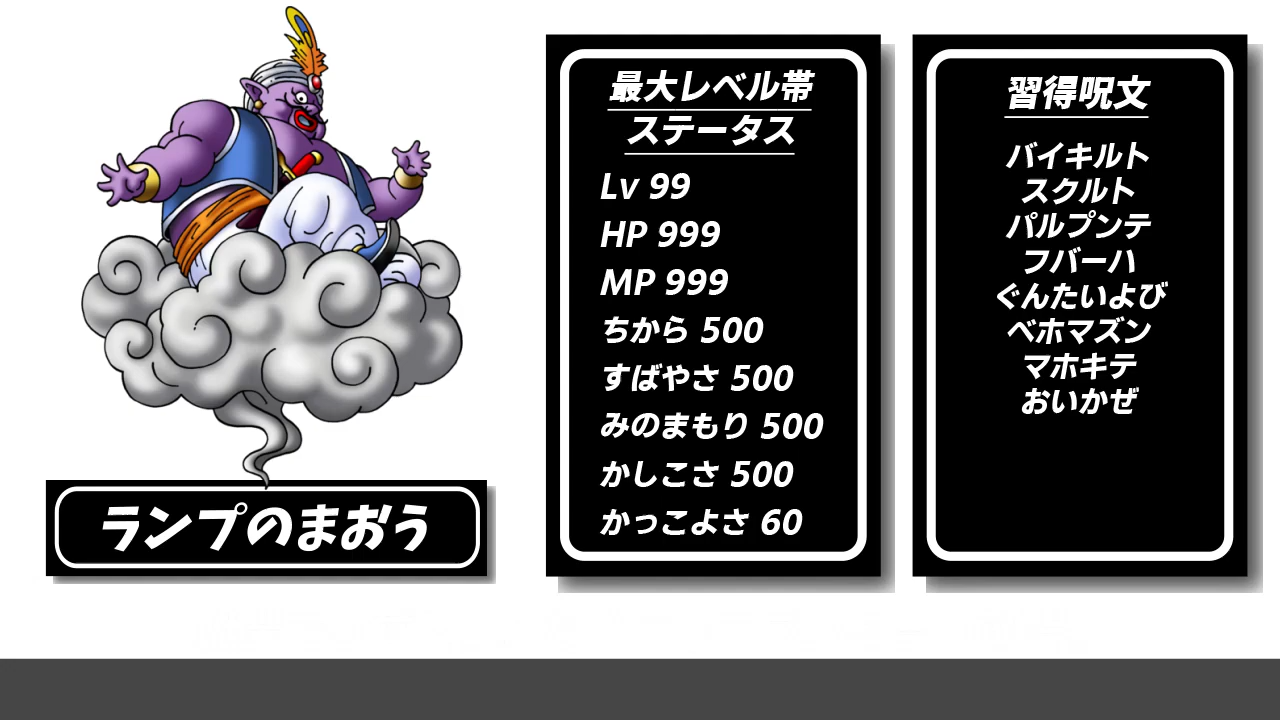 ランプのまおう
最大レベル帯
ステータス
Lv 99
HP 999
MP 999
ちから 500
すばやさ 500
みのまもり 500
かしこさ 500
かっこよさ 60
習得呪文
バイキルト
スクルト
パルプンテ
フバーハ
ぐんたいよび
ベホマズン
マホキテ
おいかぜ